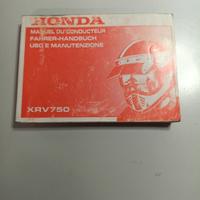 HONDA
MANUEL DU CONDUCTEUR
FAHRER-HANDBUCH
USO E MANUTENZIONE
XRV750